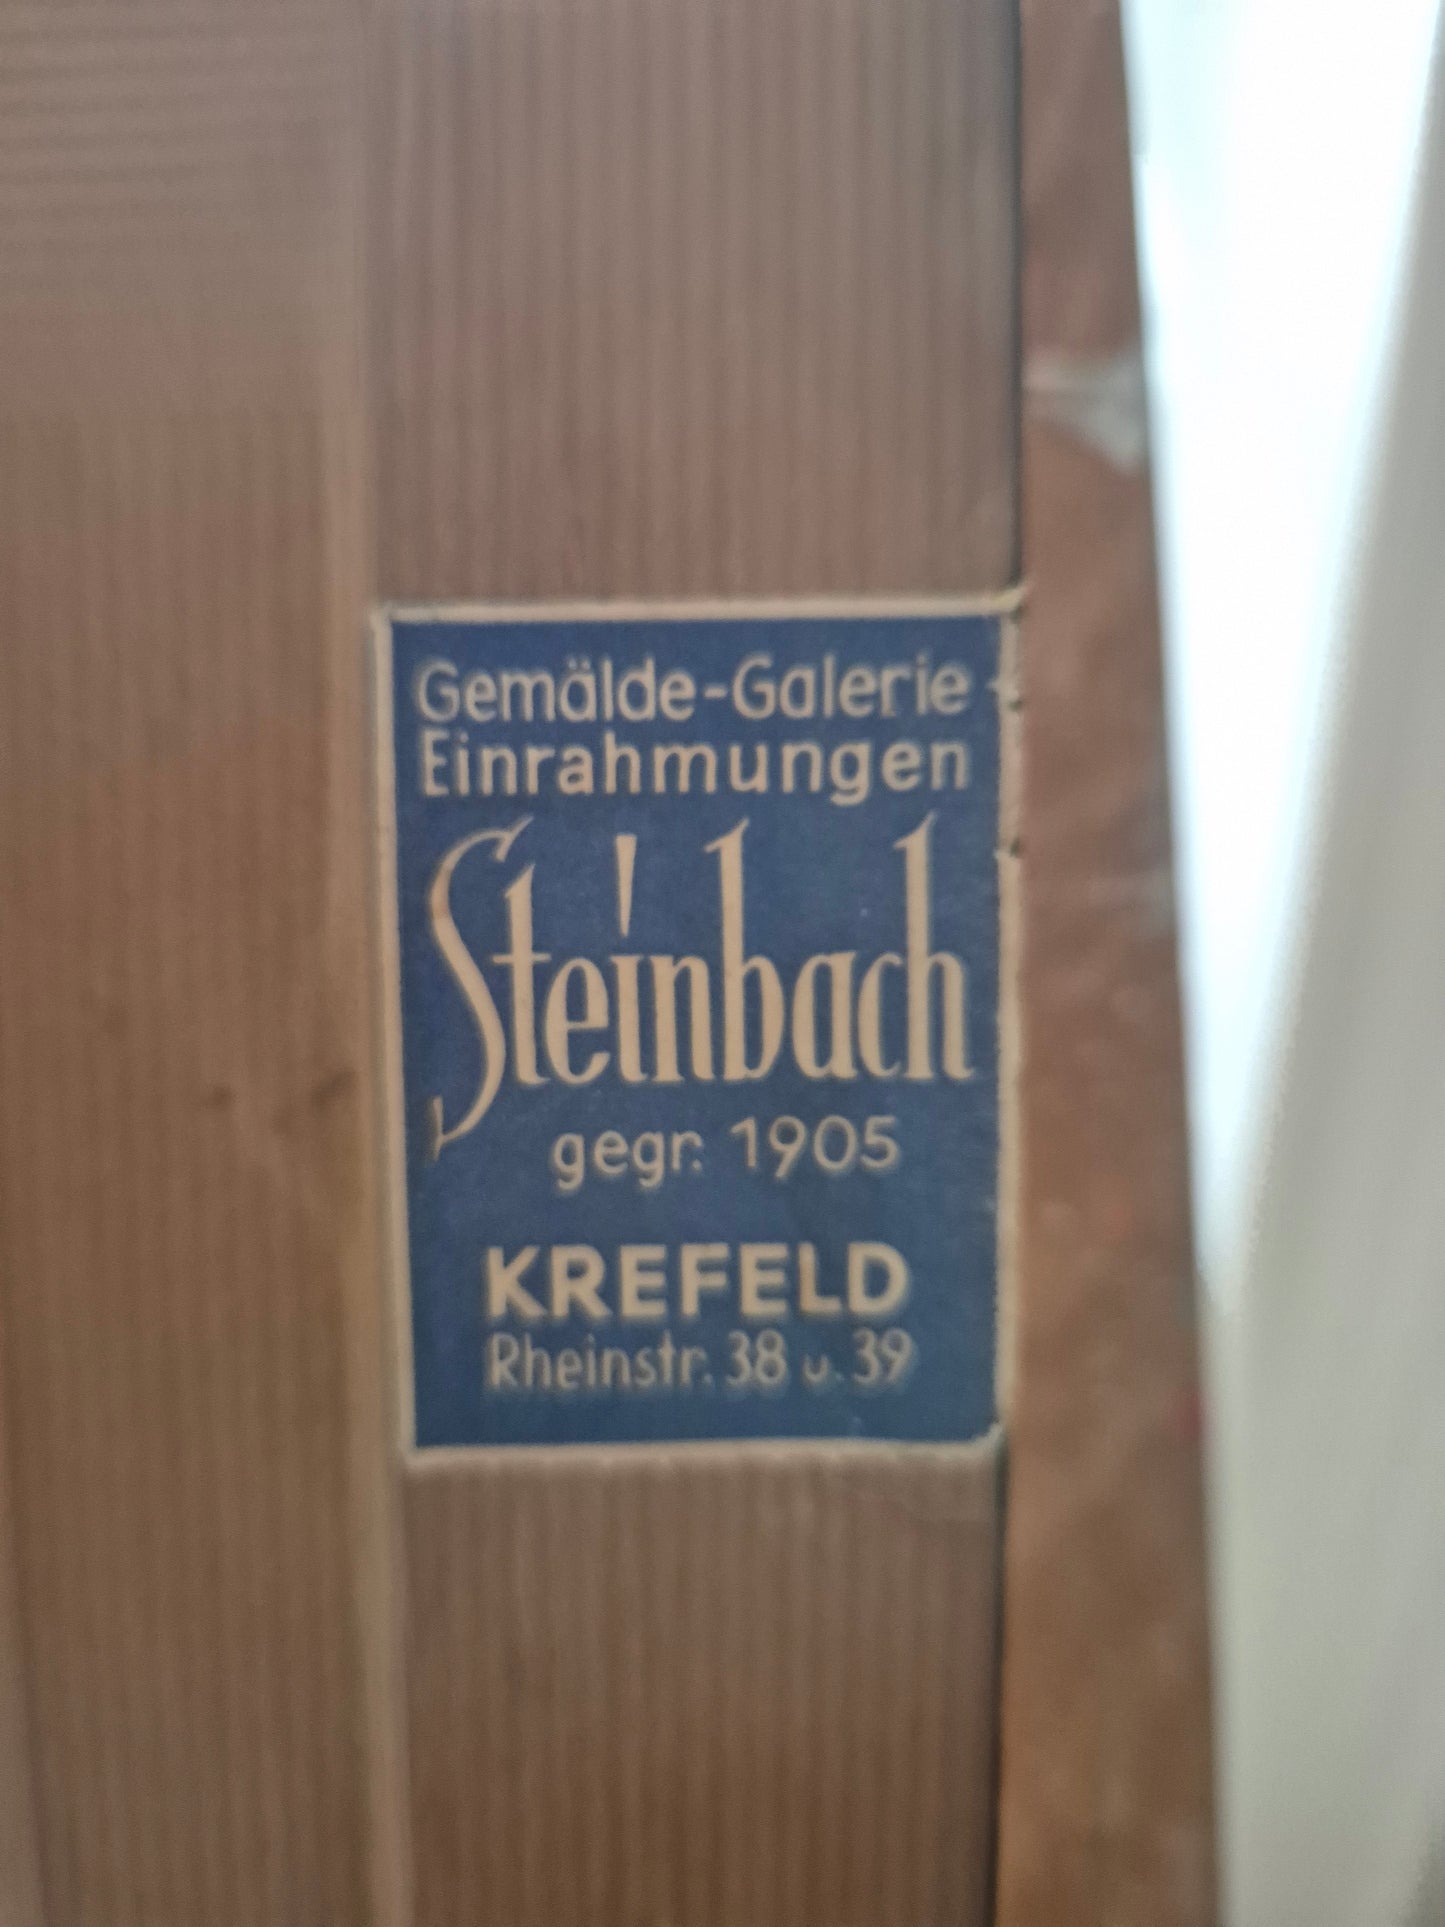 Gemälde-Galerie
Einrahmungen
Steinbach
gegr. 1905
KREFELD
Rheinstr. 38 u. 39